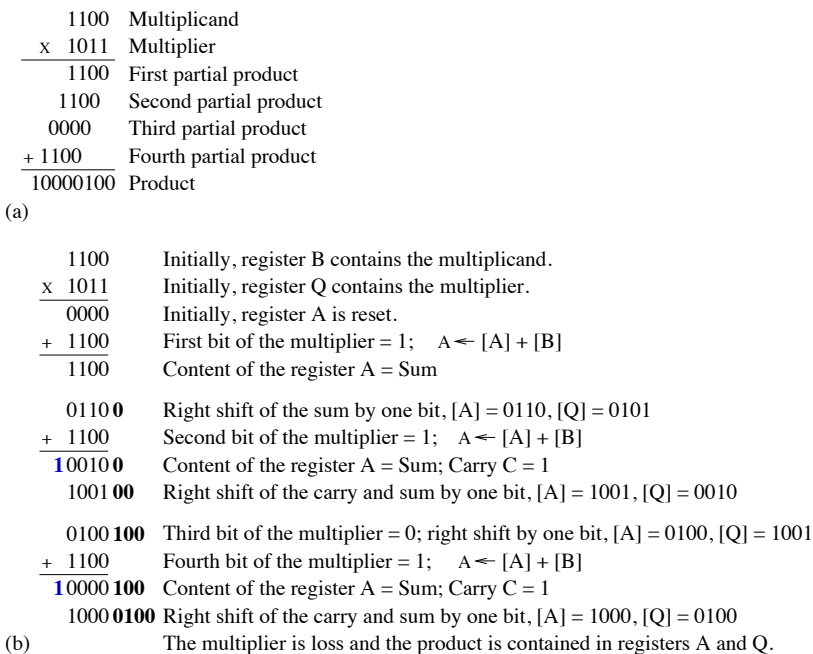 1100 Multiplicand
x 1011 Multiplier
1100 First partial product
1100 Second partial product
0000 Third partial product
+ 1100 Fourth partial product
10000100 Product
(a)
1100 Initially, register B contains the multiplicand.
x 1011 Initially, register Q contains the multiplier.
0000 Initially, register A is reset.
+ 1100 First bit of the multiplier = 1; A ← [A] + [B]
1100 Content of the register A = Sum
0110 0 Right shift of the sum by one bit, [A] = 0110, [Q] = 0101
+ 1100 Second bit of the multiplier = 1; A ← [A] + [B]
10010 0 Content of the register A = Sum; Carry C = 1
1001 00 Right shift of the carry and sum by one bit, [A] = 1001, [Q] = 0010
0100 100 Third bit of the multiplier = 0; right shift by one bit, [A] = 0100, [Q] = 1001
+ 1100 Fourth bit of the multiplier = 1; A ← [A] + [B]
10000 100 Content of the register A = Sum; Carry C = 1
1000 0100 Right shift of the carry and sum by one bit, [A] = 1000, [Q] = 0100
(b) The multiplier is loss and the product is contained in registers A and Q.